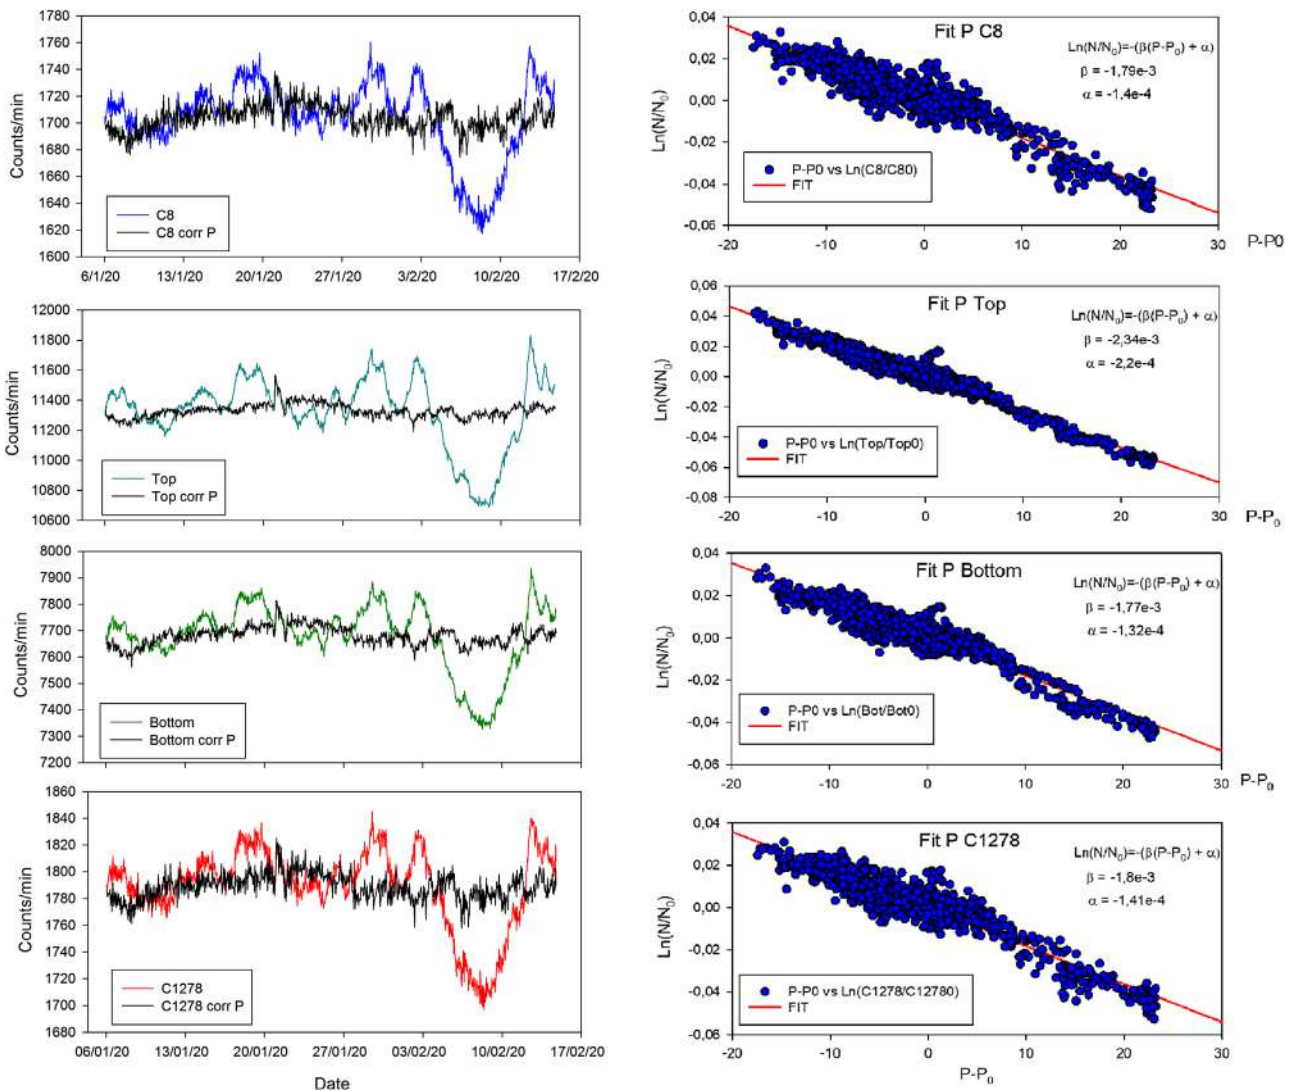 Counts/min
1780
1760
1740
1720
1700
1680
1660
1640
1620
1600
C8
C8 corr P
6/1/20 13/1/20 20/1/20 27/1/20 3/2/20 10/2/20 17/2/20
Ln(N/N0)
0,04
0,02
0,00
-0,02
-0,04
-0,06
Fit P C8
Ln(N/N0)=-(β(P-P0) + α)
β = -1,79e-3
α = -1,4e-4
P-P0 vs Ln(C8/C80)
FIT
-20 -10 0 10 20 30
P-P0
Counts/min
12000
11600
11400
11200
11000
10800
10600
Top
Top corr P
Ln(N/N0)
0,06
0,04
0,02
0,00
-0,02
-0,04
-0,06
-0,08
Fit P Top
Ln(N/N0)=-(β(P-P0) + α)
β = -2,34e-3
α = -2,2e-4
P-P0 vs Ln(Top/Top0)
FIT
-20 -10 0 10 20 30
P-P0
Counts/min
8000
7900
7800
7700
7600
7500
7400
7300
7200
Bottom
Bottom corr P
Ln(N/N0)
0,04
0,02
0,00
-0,02
-0,04
-0,06
Fit P Bottom
Ln(N/N0)=-(β(P-P0) + α)
β = -1,77e-3
α = -1,32e-4
P-P0 vs Ln(Bot/Bot0)
FIT
-20 -10 0 10 20 30
P-P0
Counts/min
1860
1840
1820
1800
1780
1760
1740
1720
1700
1680
C1278
C1278 corr P
06/01/20 13/01/20 20/01/20 27/01/20 03/02/20 10/02/20 17/02/20
Date
Ln(N/N0)
0,04
0,02
0,00
-0,02
-0,04
-0,06
Fit P C1278
Ln(N/N0)=-(β(P-P0) + α)
β = -1,8e-3
α = -1,41e-4
P-P0 vs Ln(C1278/C12780)
FIT
-20 -10 0 10 20 30
P-P0